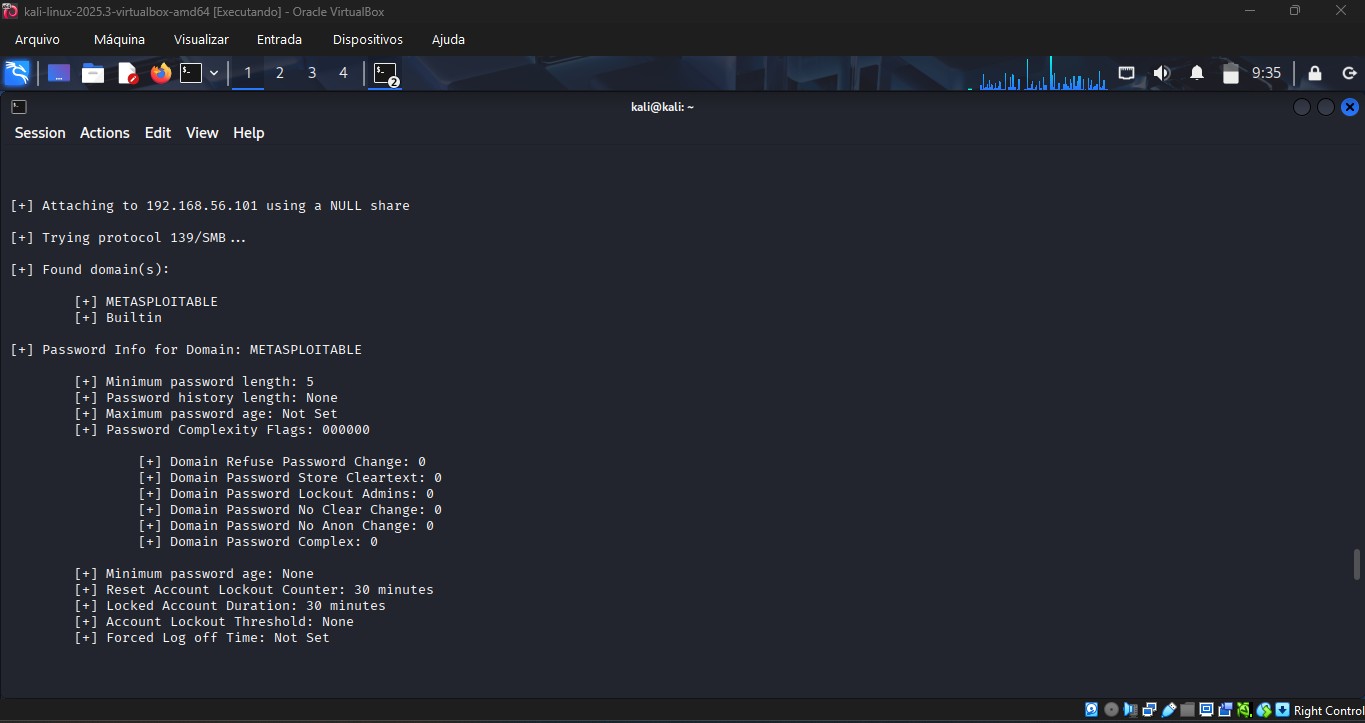 kali-linux-2025.3-virtualbox-amd64 [Executando] - Oracle VirtualBox
Arquivo Máquina Visualizar Entrada Dispositivos Ajuda
1 2 3 4 2 9:35
kali@kali: ~
Session Actions Edit View Help
[+] Attaching to 192.168.56.101 using a NULL share
[+] Trying protocol 139/SMB...
[+] Found domain(s):
[+] METASPLOITABLE
[+] Builtin
[+] Password Info for Domain: METASPLOITABLE
[+] Minimum password length: 5
[+] Password history length: None
[+] Maximum password age: Not Set
[+] Password Complexity Flags: 000000
[+] Domain Refuse Password Change: 0
[+] Domain Password Store Cleartext: 0
[+] Domain Password Lockout Admins: 0
[+] Domain Password No Clear Change: 0
[+] Domain Password No Anon Change: 0
[+] Domain Password Complex: 0
[+] Minimum password age: None
[+] Reset Account Lockout Counter: 30 minutes
[+] Locked Account Duration: 30 minutes
[+] Account Lockout Threshold: None
[+] Forced Log off Time: Not Set
Right Control